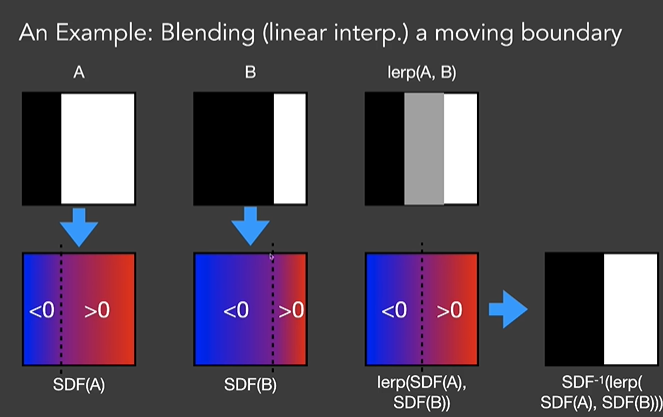 An Example: Blending (linear interp.) a moving boundary
A
B
lerp(A, B)
<0
>0
<0
>0
<0
>0
SDF(A)
SDF(B)
lerp(SDF(A),
SDF(B))
SDF-1(lerp(
SDF(A), SDF(B)))